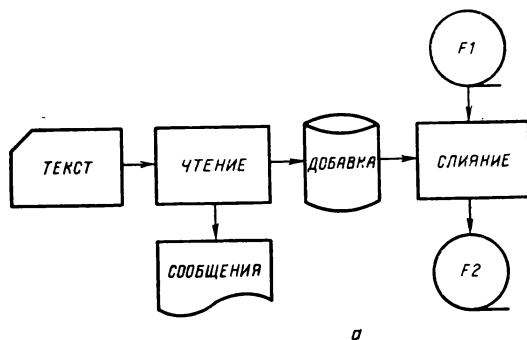 F1
ТЕКСТ
ЧТЕНИЕ
ДОБАВКА
СЛИЯНИЕ
СООБЩЕНИЯ
F2
а